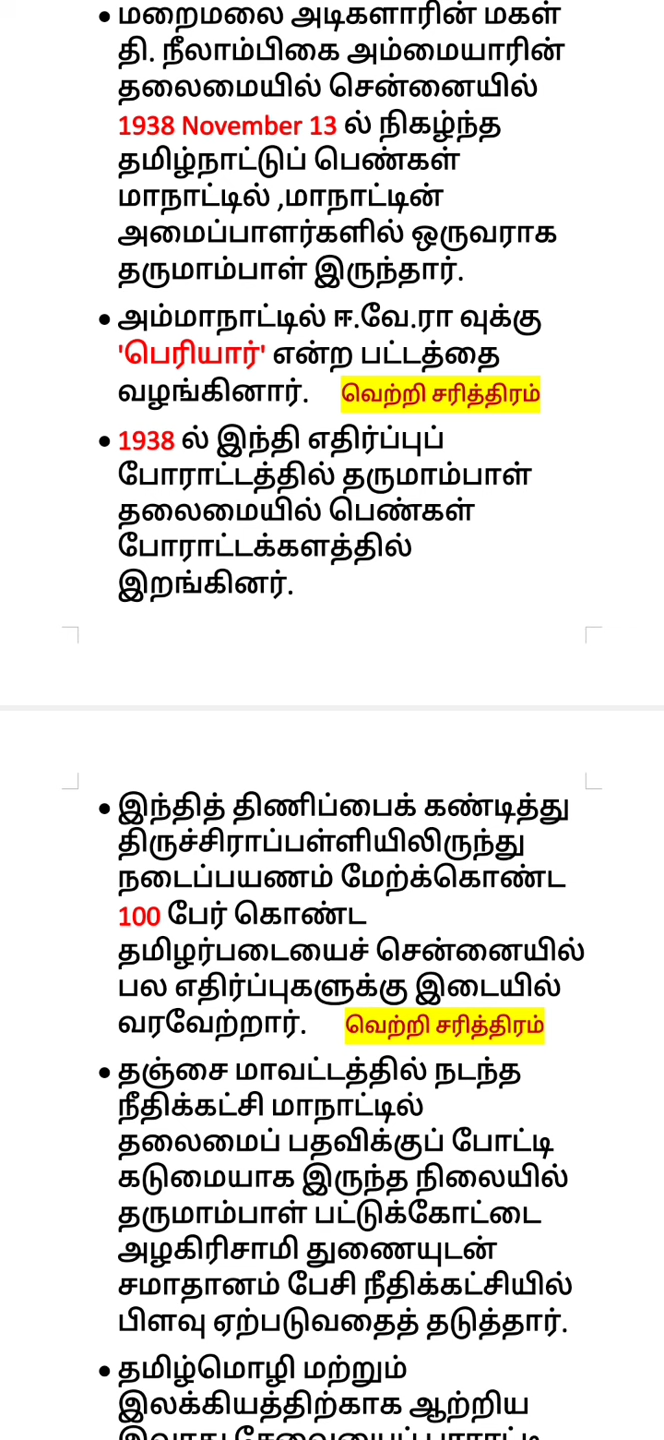 • மறைமலை அடிகளாரின் மகள்
தி. நீலாம்பிகை அம்மையாரின்
தலைமையில் சென்னையில்
1938 November 13 ல் நிகழ்ந்த
தமிழ்நாட்டுப் பெண்கள்
மாநாட்டில் ,மாநாட்டின்
அமைப்பாளர்களில் ஒருவராக
தருமாம்பாள் இருந்தார்.
• அம்மாநாட்டில் ஈ.வே.ரா வுக்கு
'பெரியார்' என்ற பட்டத்தை
வழங்கினார். வெற்றி சரித்திரம்
• 1938 ல் இந்தி எதிர்ப்புப்
போராட்டத்தில் தருமாம்பாள்
தலைமையில் பெண்கள்
போராட்டக்களத்தில்
இறங்கினர்.
• இந்தித் திணிப்பைக் கண்டித்து
திருச்சிராப்பள்ளியிலிருந்து
நடைப்பயணம் மேற்க்கொண்ட
100 பேர் கொண்ட
தமிழர்படையைச் சென்னையில்
பல எதிர்ப்புகளுக்கு இடையில்
வரவேற்றார். வெற்றி சரித்திரம்
• தஞ்சை மாவட்டத்தில் நடந்த
நீதிக்கட்சி மாநாட்டில்
தலைமைப் பதவிக்குப் போட்டி
கடுமையாக இருந்த நிலையில்
தருமாம்பாள் பட்டுக்கோட்டை
அழகிரிசாமி துணையுடன்
சமாதானம் பேசி நீதிக்கட்சியில்
பிளவு ஏற்படுவதைத் தடுத்தார்.
• தமிழ்மொழி மற்றும்
இலக்கியத்திற்காக ஆற்றிய